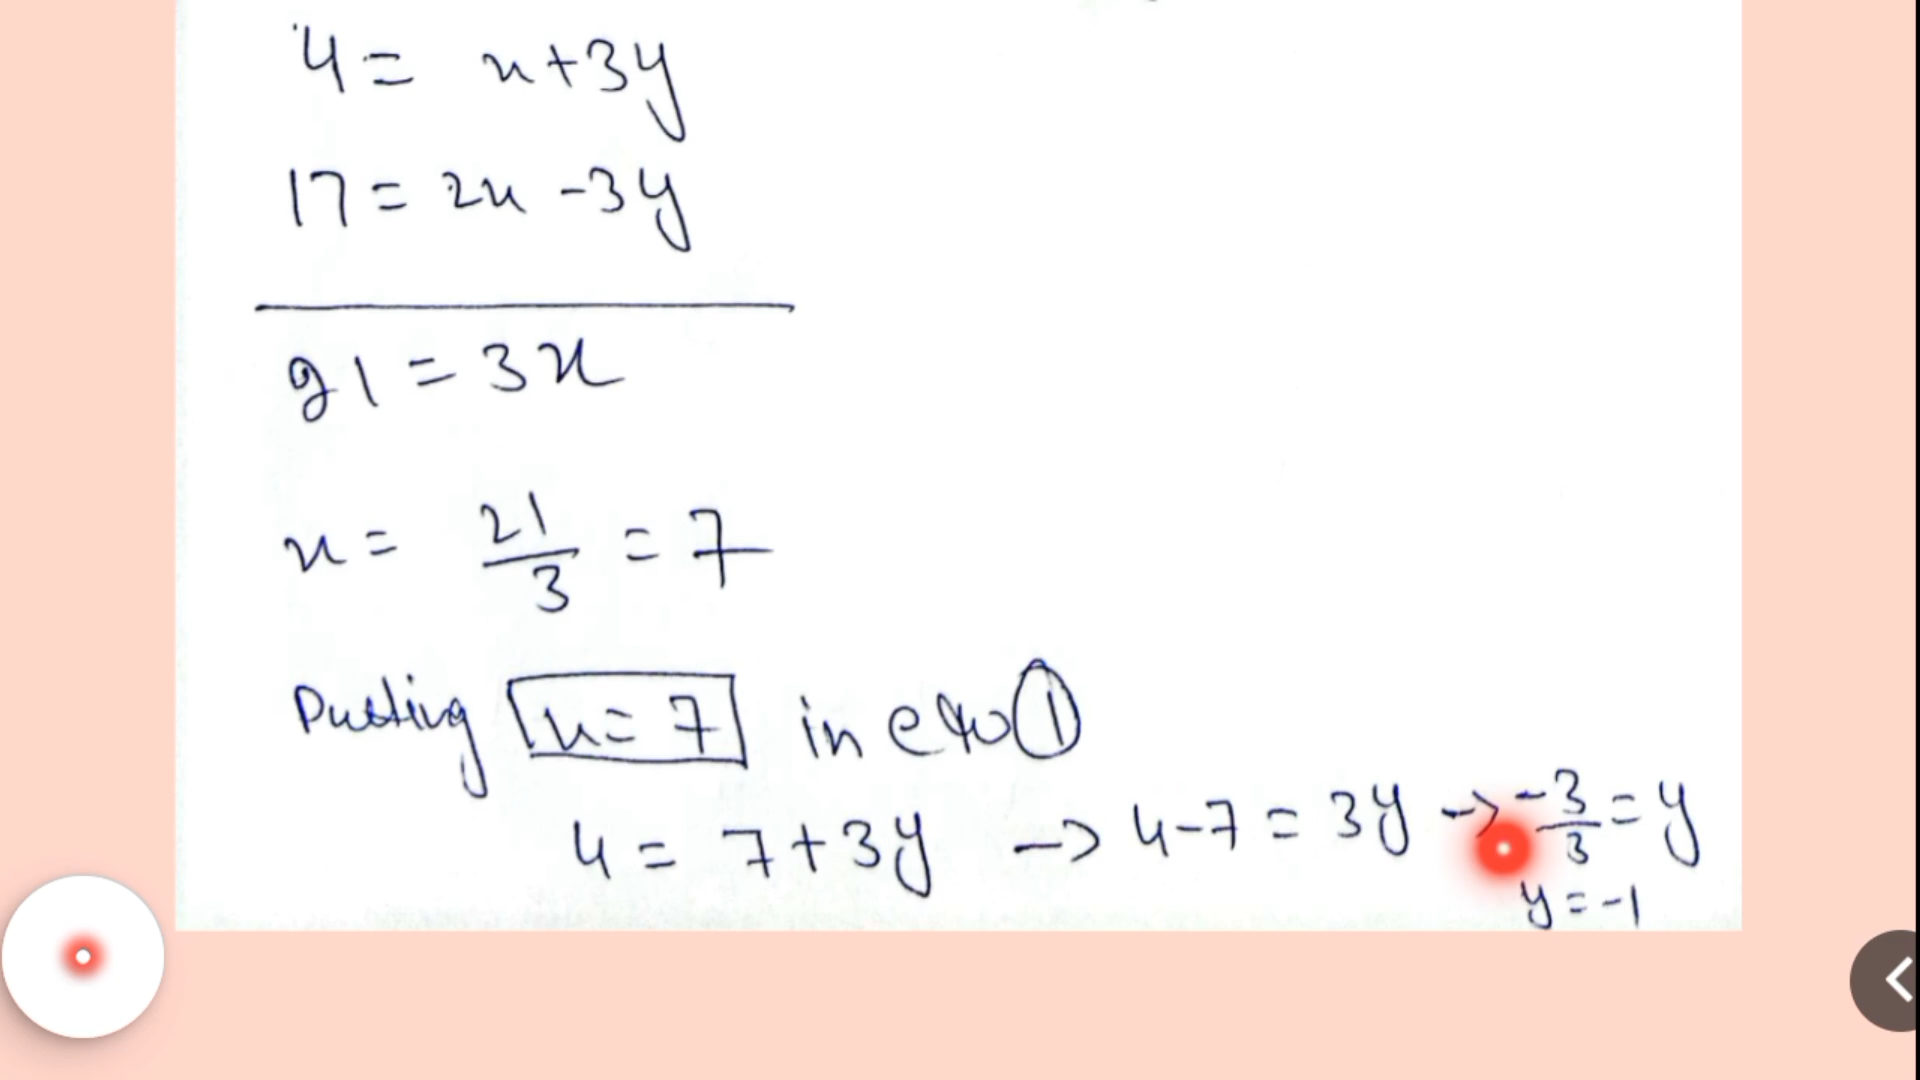 4 = x+3y
17 = 2x -3y
21 = 3x
x = 21/3 = 7
Putting x = 7 in eqn ①
4 = 7+3y -> 4-7 = 3y -> -3/3 = y
y = -1